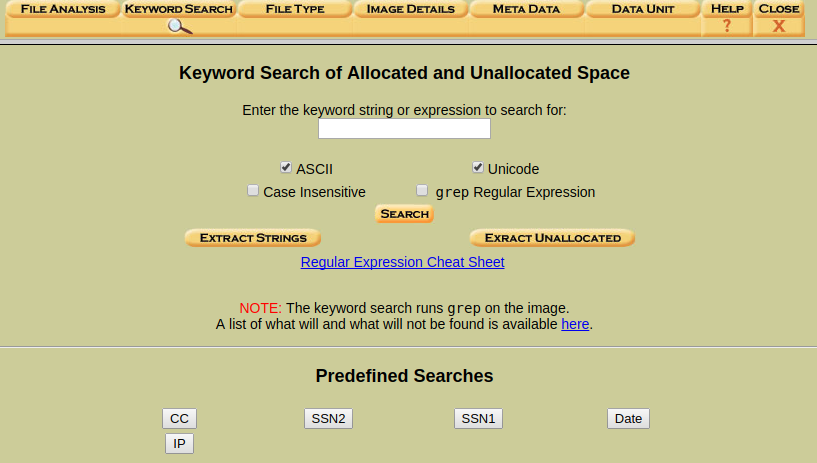 FILE ANALYSIS KEYWORD SEARCH FILE TYPE IMAGE DETAILS META DATA DATA UNIT HELP CLOSE
? X
Keyword Search of Allocated and Unallocated Space
Enter the keyword string or expression to search for:
ASCII Unicode
Case Insensitive grep Regular Expression
SEARCH
EXTRACT STRINGS EXRACT UNALLOCATED
Regular Expression Cheat Sheet
NOTE: The keyword search runs grep on the image.
A list of what will and what will not be found is available here.
Predefined Searches
CC SSN2 SSN1 Date
IP